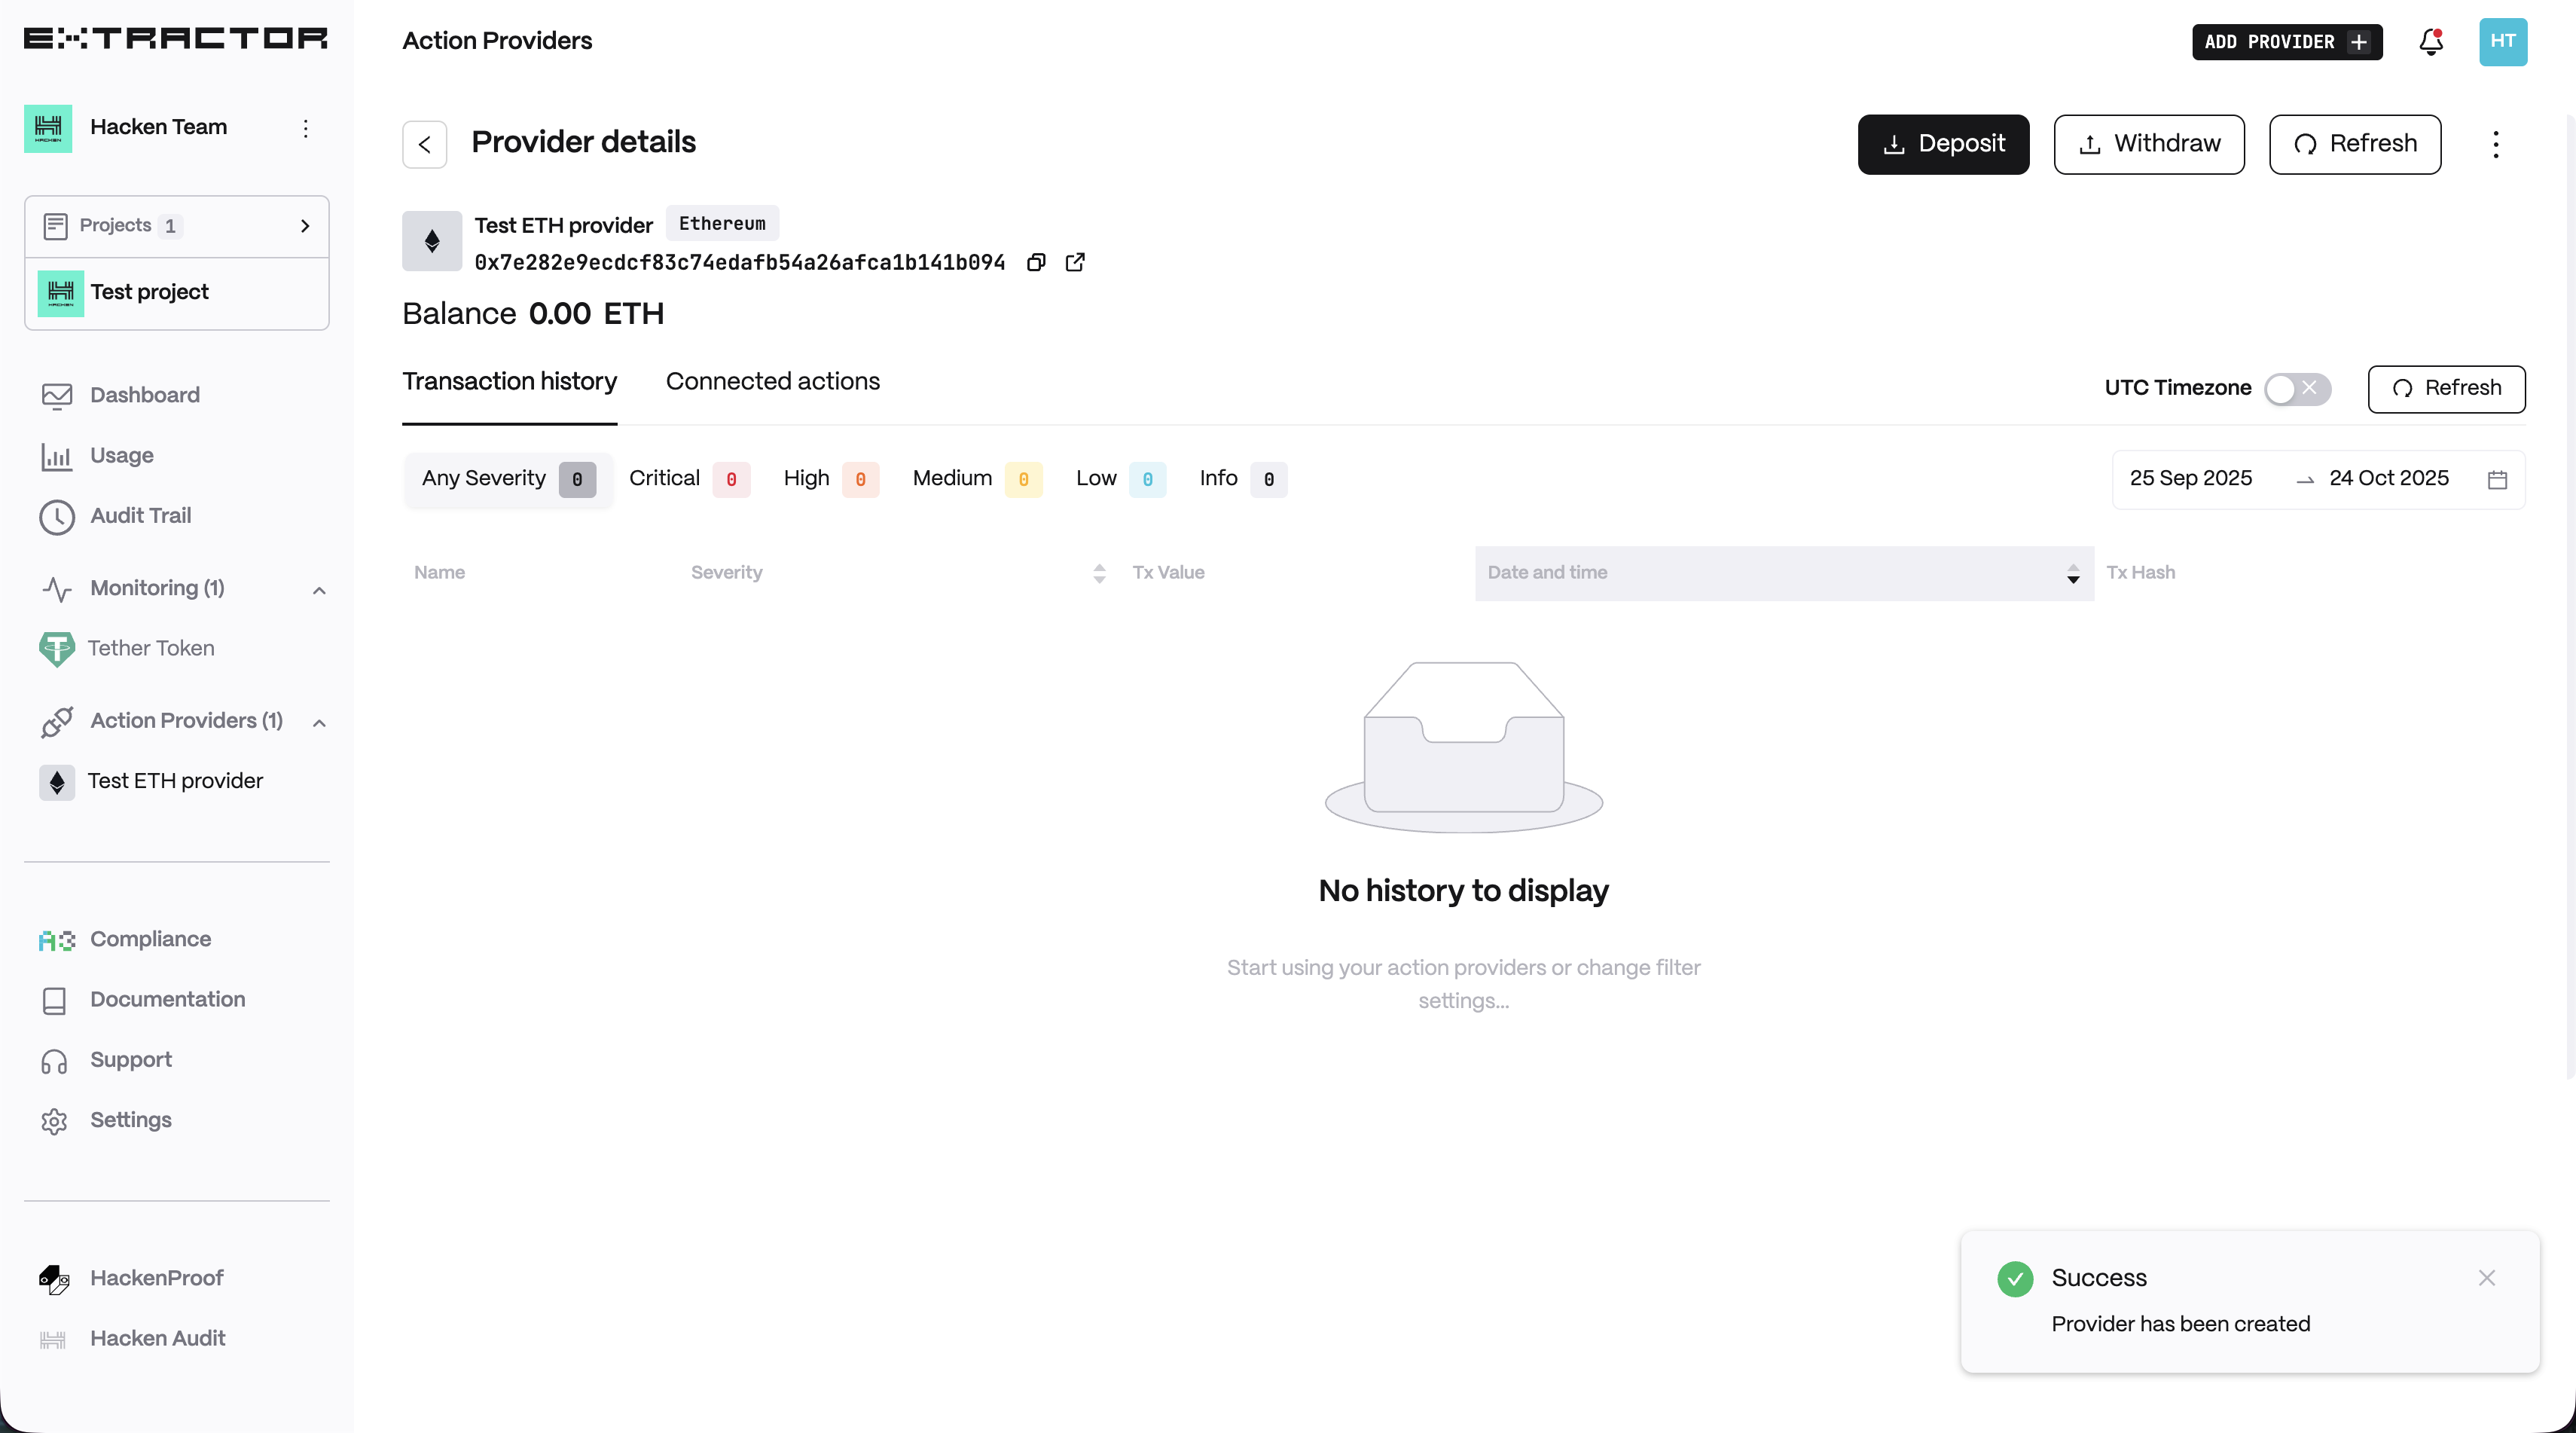 EXTRACTOR
Hacken Team
Projects 1
Test project
Dashboard
Usage
Audit Trail
Monitoring (1)
Tether Token
Action Providers (1)
Test ETH provider
Compliance
Documentation
Support
Settings
HackenProof
Hacken Audit
Action Providers
ADD PROVIDER +
HT
Provider details
Deposit
Withdraw
Refresh
Test ETH provider Ethereum
0x7e282e9ecdcf83c74edafb54a26afca1b141b094
Balance 0.00 ETH
Transaction history Connected actions
UTC Timezone
Refresh
Any Severity 0 Critical 0 High 0 Medium 0 Low 0 Info 0
25 Sep 2025 → 24 Oct 2025
Name Severity Tx Value Date and time Tx Hash
No history to display
Start using your action providers or change filter
settings...
Success
Provider has been created